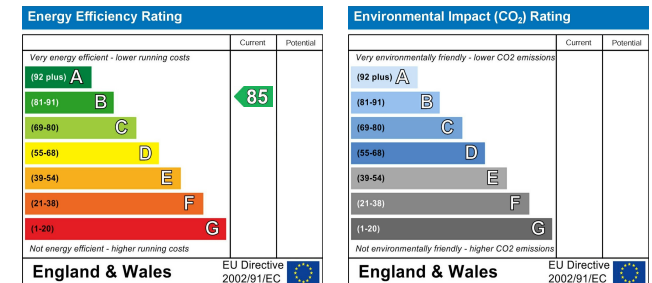 Energy Efficiency Rating
Current Potential
Very energy efficient - lower running costs
(92 plus) A
(81-91) B
85
(69-80) C
(55-68) D
(39-54) E
(21-38) F
(1-20) G
Not energy efficient - higher running costs
England & Wales
EU Directive
2002/91/EC
Environmental Impact (CO₂) Rating
Current Potential
Very environmentally friendly - lower CO2 emissions
(92 plus) A
(81-91) B
(69-80) C
(55-68) D
(39-54) E
(21-38) F
(1-20) G
Not environmentally friendly - higher CO2 emissions
England & Wales
EU Directive
2002/91/EC